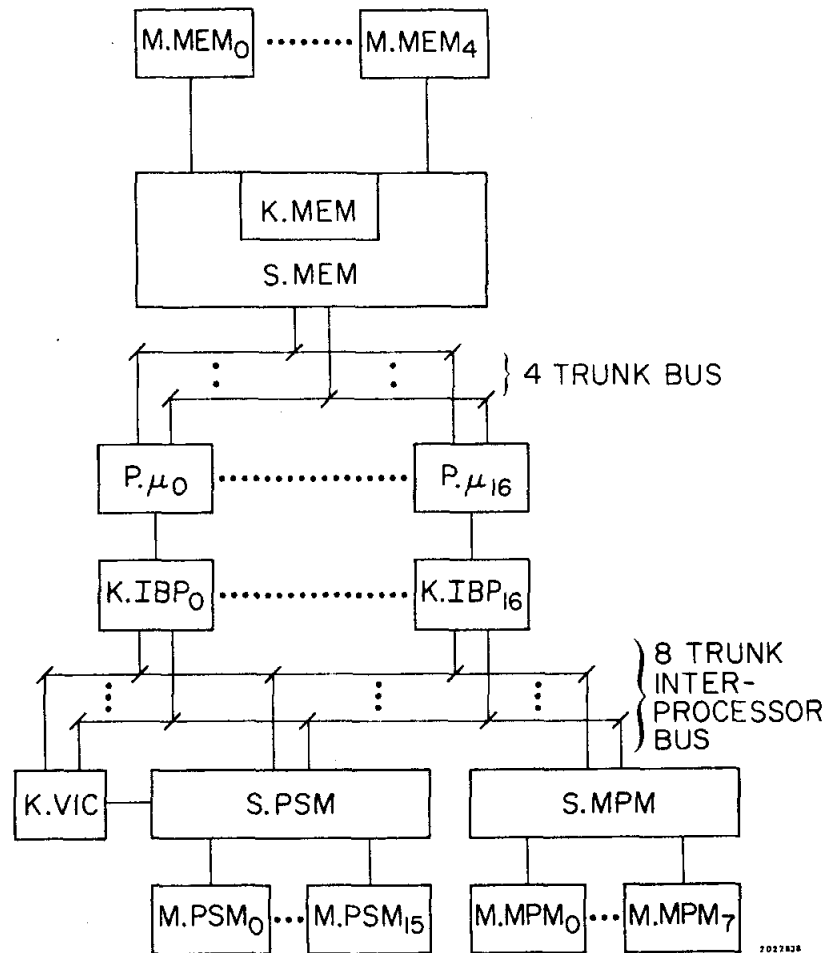 M.MEM₀ ........ M.MEM₄
K.MEM
S.MEM
} 4 TRUNK BUS
P.μ₀ ................. P.μ₁₆
K.IBP₀ ................. K.IBP₁₆
8 TRUNK
INTER-
PROCESSOR
BUS
K.VIC
S.PSM
S.MPM
M.PSM₀ ... M.PSM₁₅
M.MPM₀ ... M.MPM₇